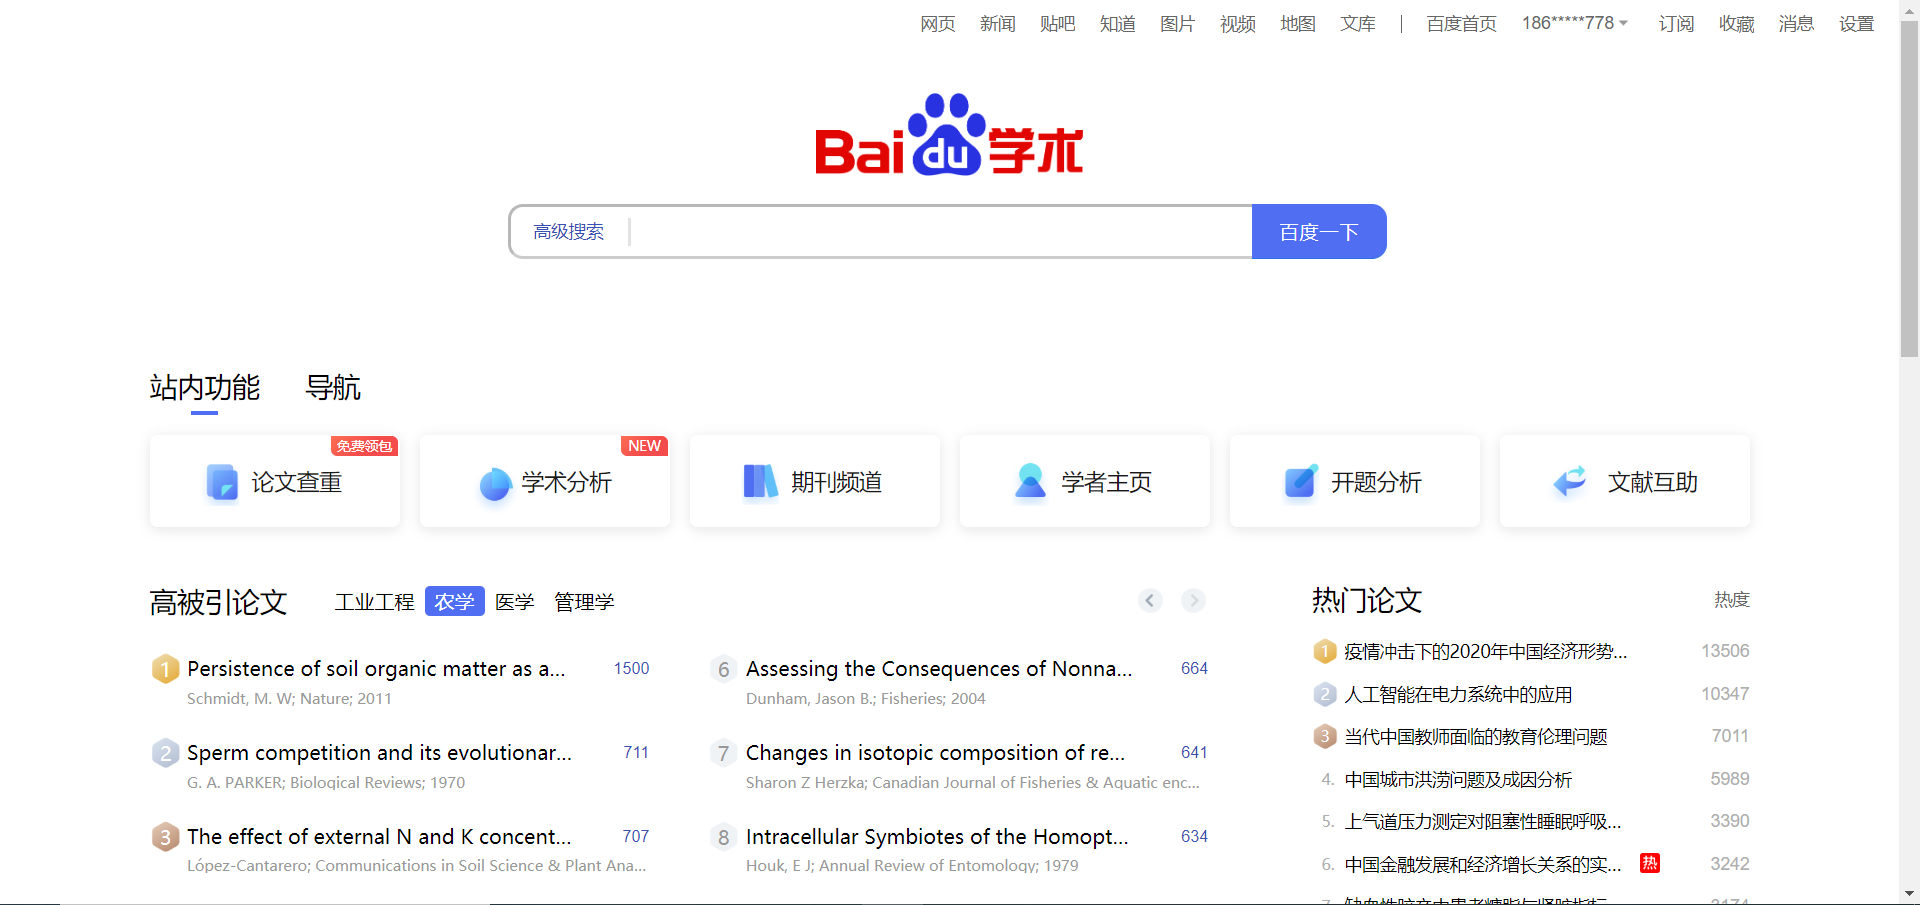 网页 新闻 贴吧 知道 图片 视频 地图 文库 | 百度首页 186*****778 订阅 收藏 消息 设置
Bai du 学术
高级搜索 百度一下
站内功能 导航
免费领包 NEW
论文查重 学术分析 期刊频道 学者主页 开题分析 文献互助
高被引论文 工业工程 农学 医学 管理学
1 Persistence of soil organic matter as a... 1500
Schmidt, M. W; Nature; 2011
2 Sperm competition and its evolutionar... 711
G. A. PARKER; Biological Reviews; 1970
3 The effect of external N and K concent... 707
López-Cantarero; Communications in Soil Science & Plant Ana...
6 Assessing the Consequences of Nonna... 664
Dunham, Jason B.; Fisheries; 2004
7 Changes in isotopic composition of re... 641
Sharon Z Herzka; Canadian Journal of Fisheries & Aquatic enc...
8 Intracellular Symbiotes of the Homopt... 634
Houk, E J; Annual Review of Entomology; 1979
热门论文 热度
1 疫情冲击下的2020年中国经济形势... 13506
2 人工智能在电力系统中的应用 10347
3 当代中国教师面临的教育伦理问题 7011
4. 中国城市洪涝问题及成因分析 5989
5. 上气道压力测定对阻塞性睡眠呼吸... 3390
6. 中国金融发展和经济增长关系的实... 热 3242